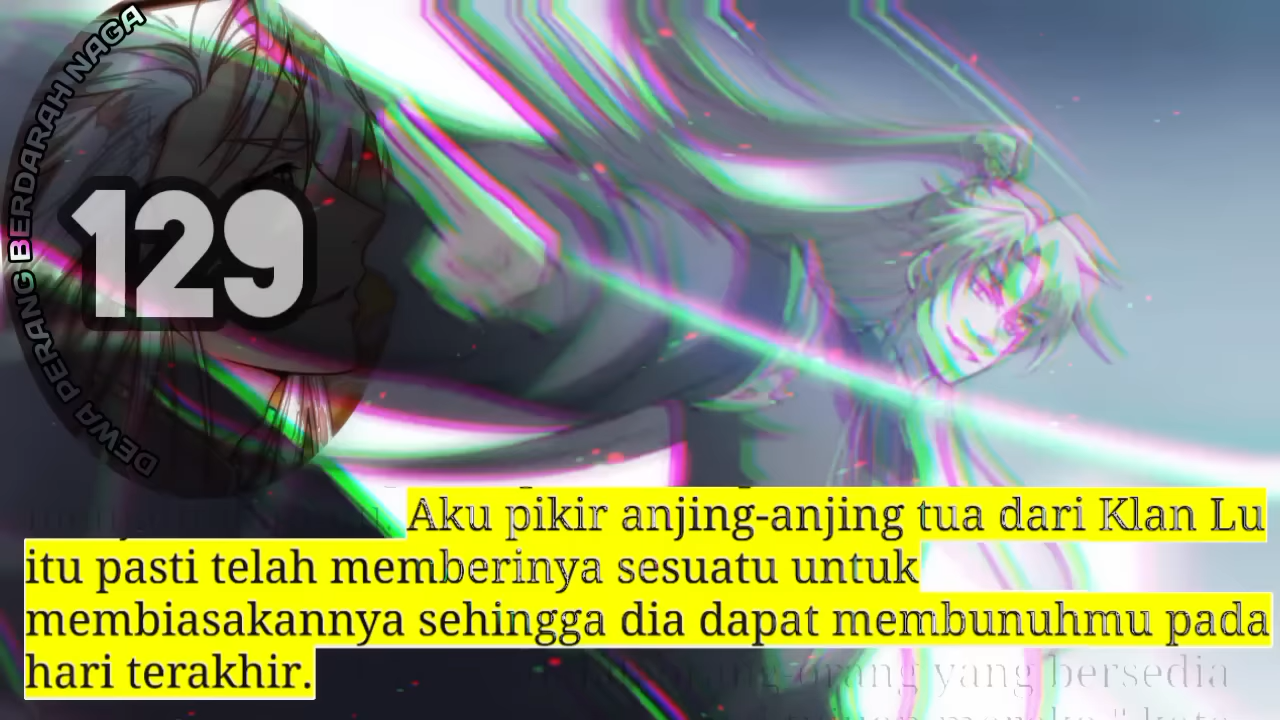 DEWA PERANG BERDARAH NAGA
129
Aku pikir anjing-anjing tua dari Klan Lu
itu pasti telah memberinya sesuatu untuk
membiasakannya sehingga dia dapat membunuhmu pada
hari terakhir.
yang bersedia